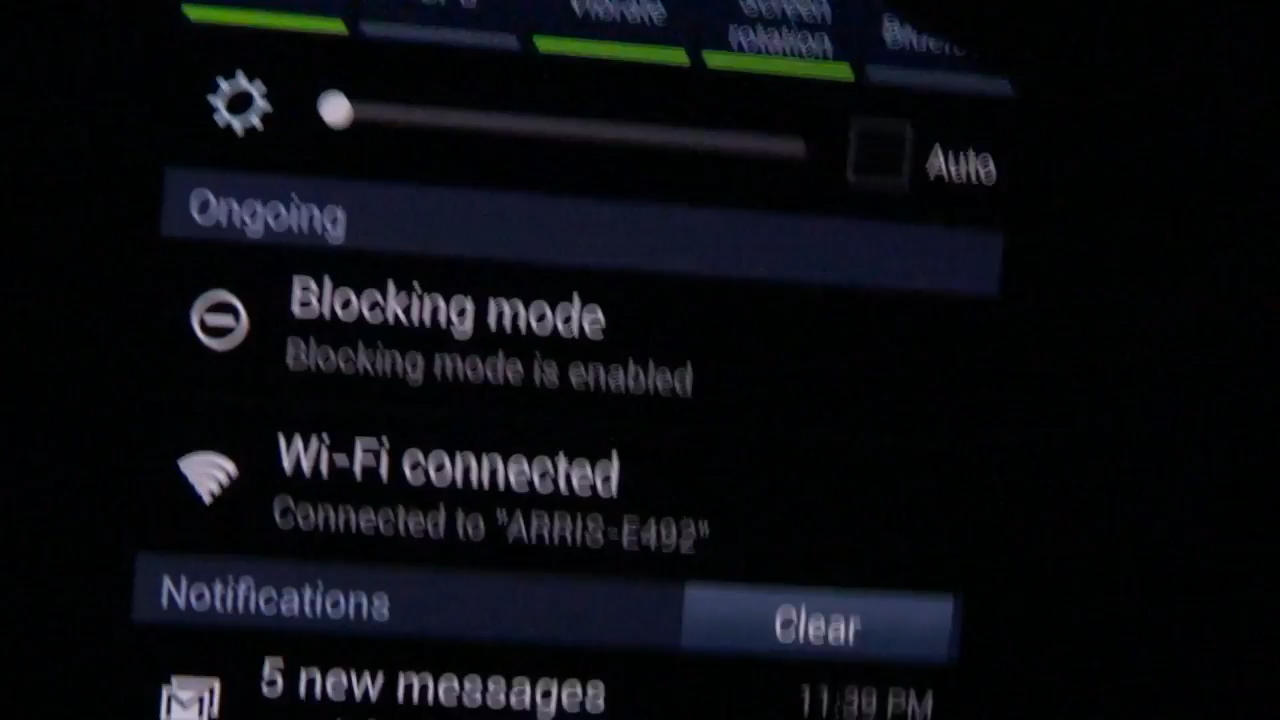 Vibrate
Screen
rotation
Auto
Ongoing
Blocking mode
Blocking mode is enabled
Wi-Fi connected
Connected to "ARRIS-E492"
Notifications
Clear
5 new messages
11:39 PM